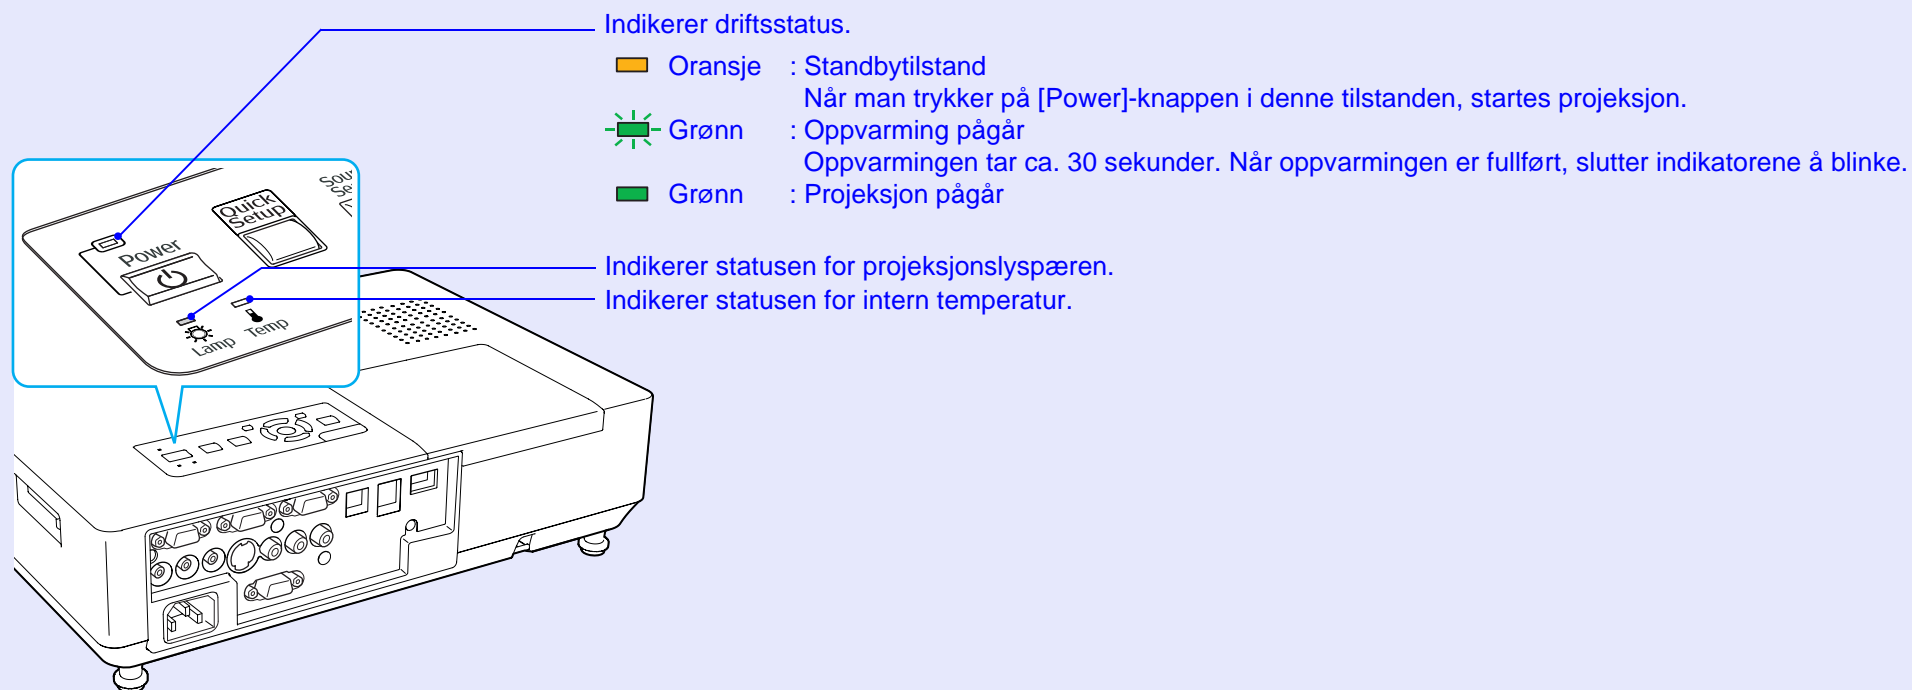 Indikerer driftsstatus.
Oransje : Standbytilstand
Når man trykker på [Power]-knappen i denne tilstanden, startes projeksjon.
Grønn : Oppvarming pågår
Oppvarmingen tar ca. 30 sekunder. Når oppvarmingen er fullført, slutter indikatorene å blinke.
Grønn : Projeksjon pågår
Quick
Setup
Power
Indikerer statusen for projeksjonslyspæren.
Indikerer statusen for intern temperatur.
Lamp Temp